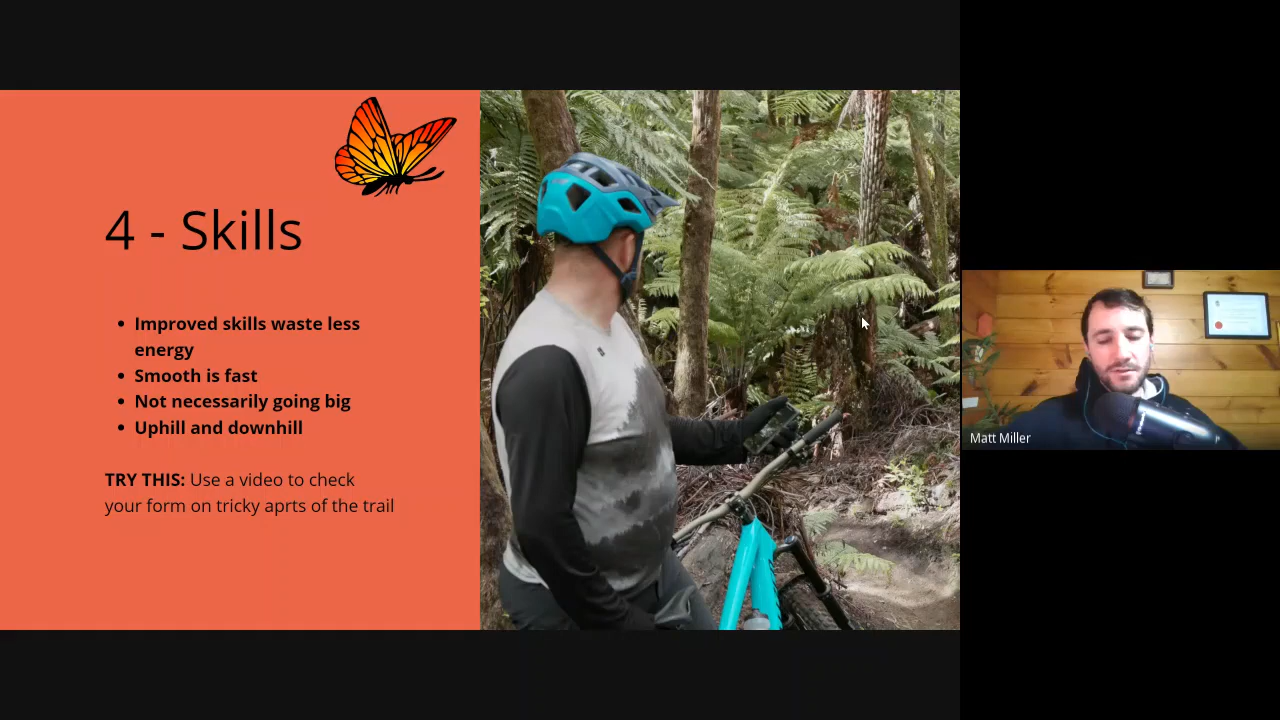 4 - Skills
• Improved skills waste less
energy
• Smooth is fast
• Not necessarily going big
• Uphill and downhill
TRY THIS: Use a video to check
your form on tricky aprts of the trail
Matt Miller